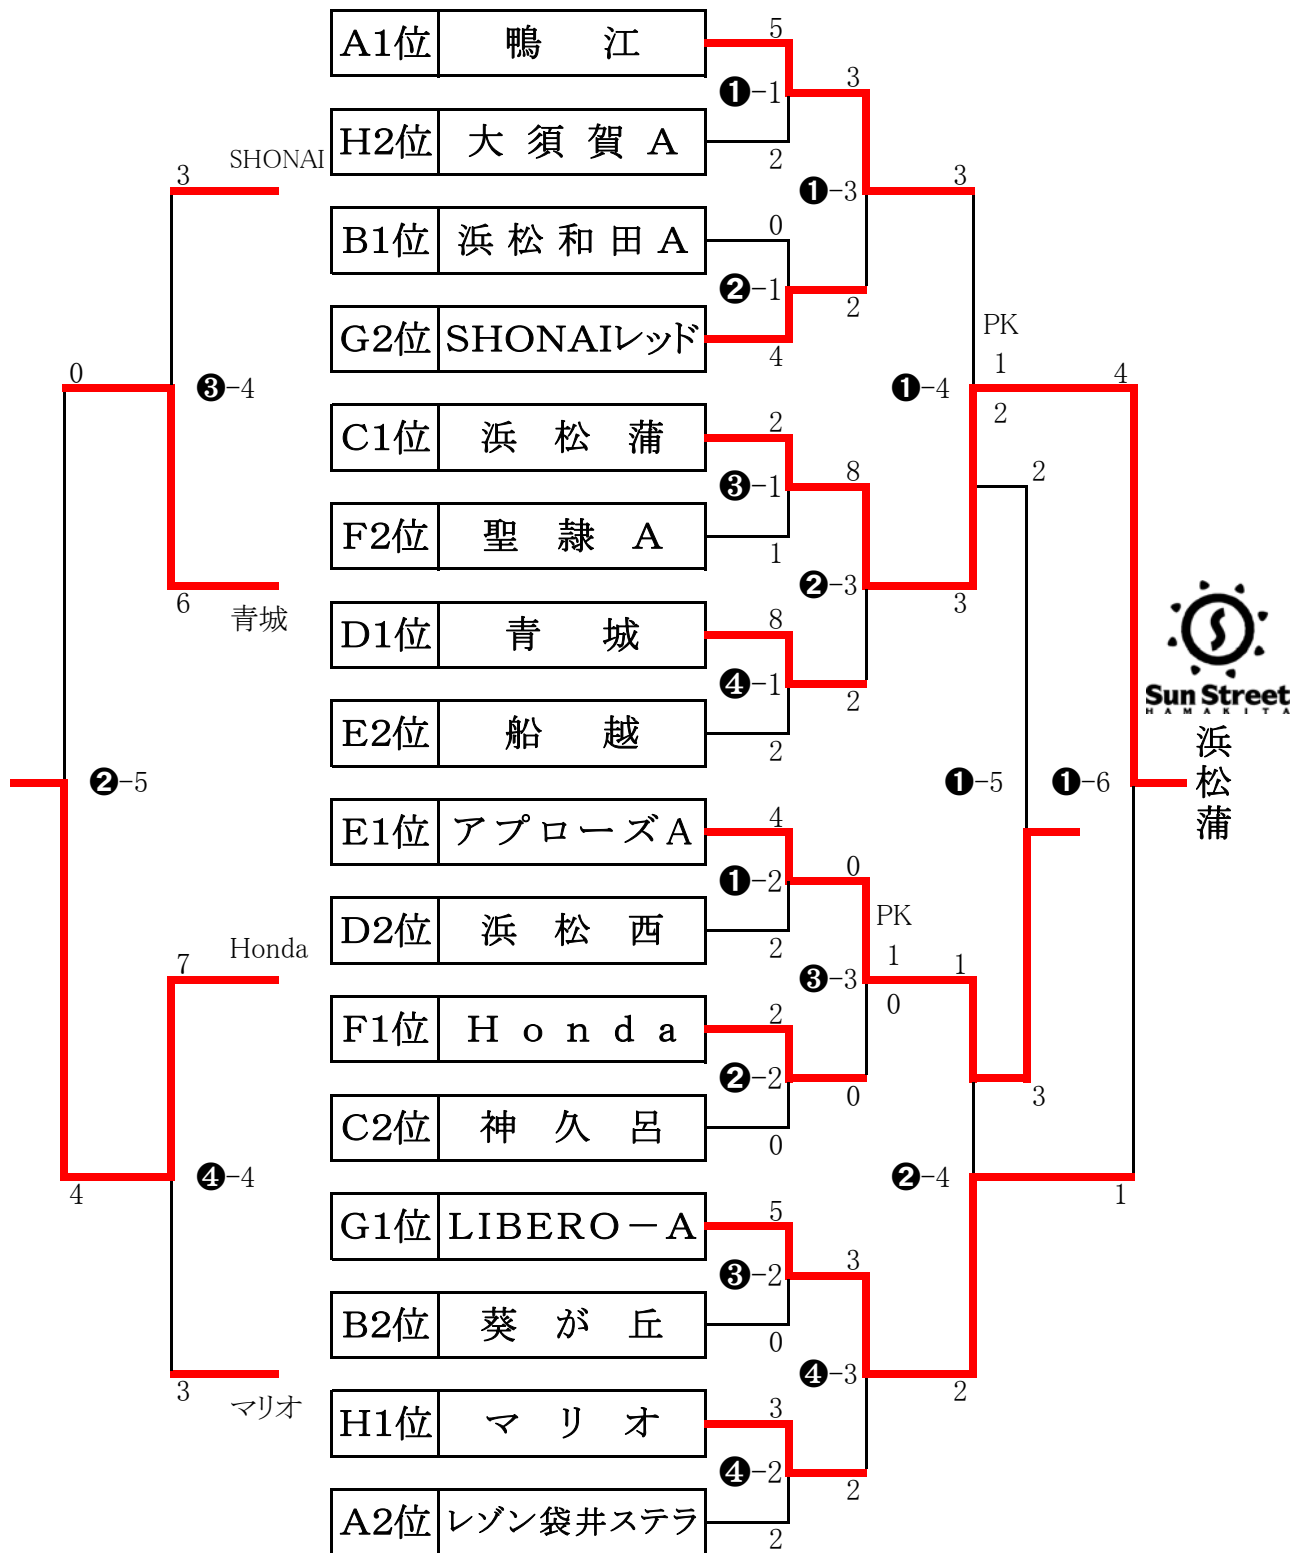 A1位 鴨江 5
❶-1 3
H2位 大須賀A 2
SHONAI 3
❶-3 3
B1位 浜松和田A 0
❷-1 2
G2位 SHONAIレッド 4
PK
1
2
0 ❸-4
❶-4 4
C1位 浜松蒲 2
❸-1 8
2
F2位 聖隷A 1
❷-3 3
6 青城
D1位 青城 8
❹-1 2
E2位 船越 2
Sun Street
HAMAKITA
浜松蒲
❷-5
❶-5
❶-6
E1位 アプローズA 4
❶-2 0
D2位 浜松西 2
PK
1
0
7 Honda
❸-3 1
F1位 Honda 2
❷-2 0
3
C2位 神久呂 0
4 ❹-4
❷-4 1
G1位 LIBERO－A 5
❸-2 3
B2位 葵が丘 0
❹-3 2
3 マリオ
H1位 マリオ 3
❹-2 2
A2位 レゾン袋井ステラ 2